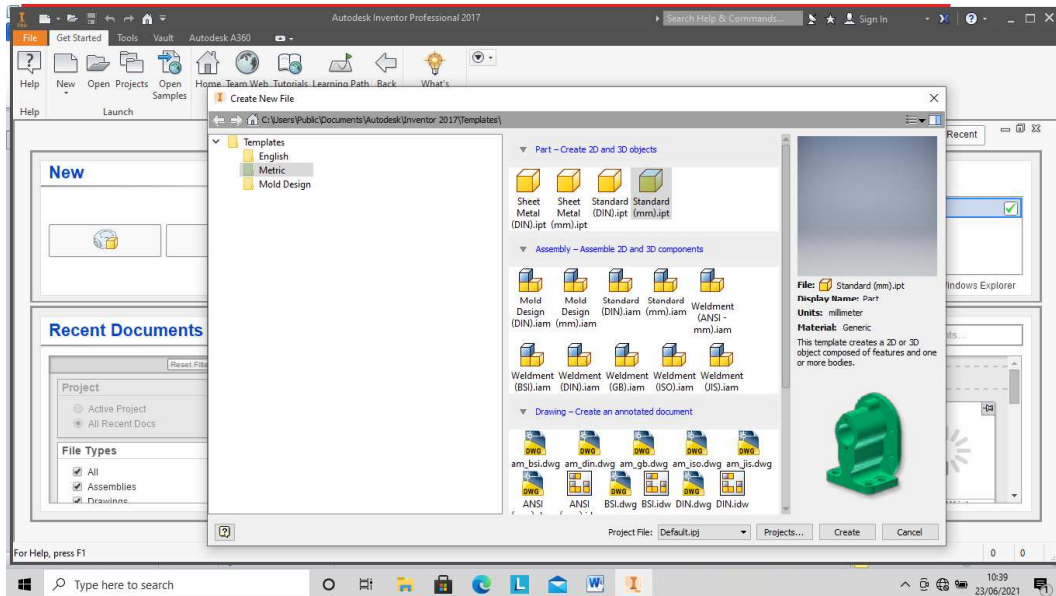 Autodesk Inventor Professional 2017
Search Help & Commands...
Sign In
File Get Started Tools Vault Autodesk A360
Help New Open Projects Open Samples Home Team Web Tutorials Learning Path Back What's
Help Launch
Create New File
C:\Users\Public\Documents\Autodesk\Inventor 2017\Templates\
Recent
New
Templates
English
Metric
Mold Design
Part – Create 2D and 3D objects
Sheet Metal (DIN).ipt
Sheet Metal (mm).ipt
Standard (DIN).ipt
Standard (mm).ipt
Assembly – Assemble 2D and 3D components
Mold Design (DIN).iam
Mold Design (mm).iam
Standard (DIN).iam
Standard (mm).iam
Weldment (ANSI - mm).iam
Weldment (BSI).iam
Weldment (DIN).iam
Weldment (GB).iam
Weldment (ISO).iam
Weldment (JIS).iam
Drawing – Create an annotated document
am_bsi.dwg am_din.dwg am_gb.dwg am_iso.dwg am_jis.dwg
ANSI ANSI BSI.dwg BSI.idw DIN.dwg DIN.idw
File: Standard (mm).ipt
Display Name: Part
Units: millimeter
Material: Generic
This template creates a 2D or 3D
object composed of features and one
or more bodies.
Windows Explorer
Recent Documents
Reset
Project
Active Project
All Recent Docs
File Types
All
Assemblies
Drawings
Project File: Default.ipj Projects... Create Cancel
For Help, press F1
0 0
Type here to search
10:39
23/06/2021